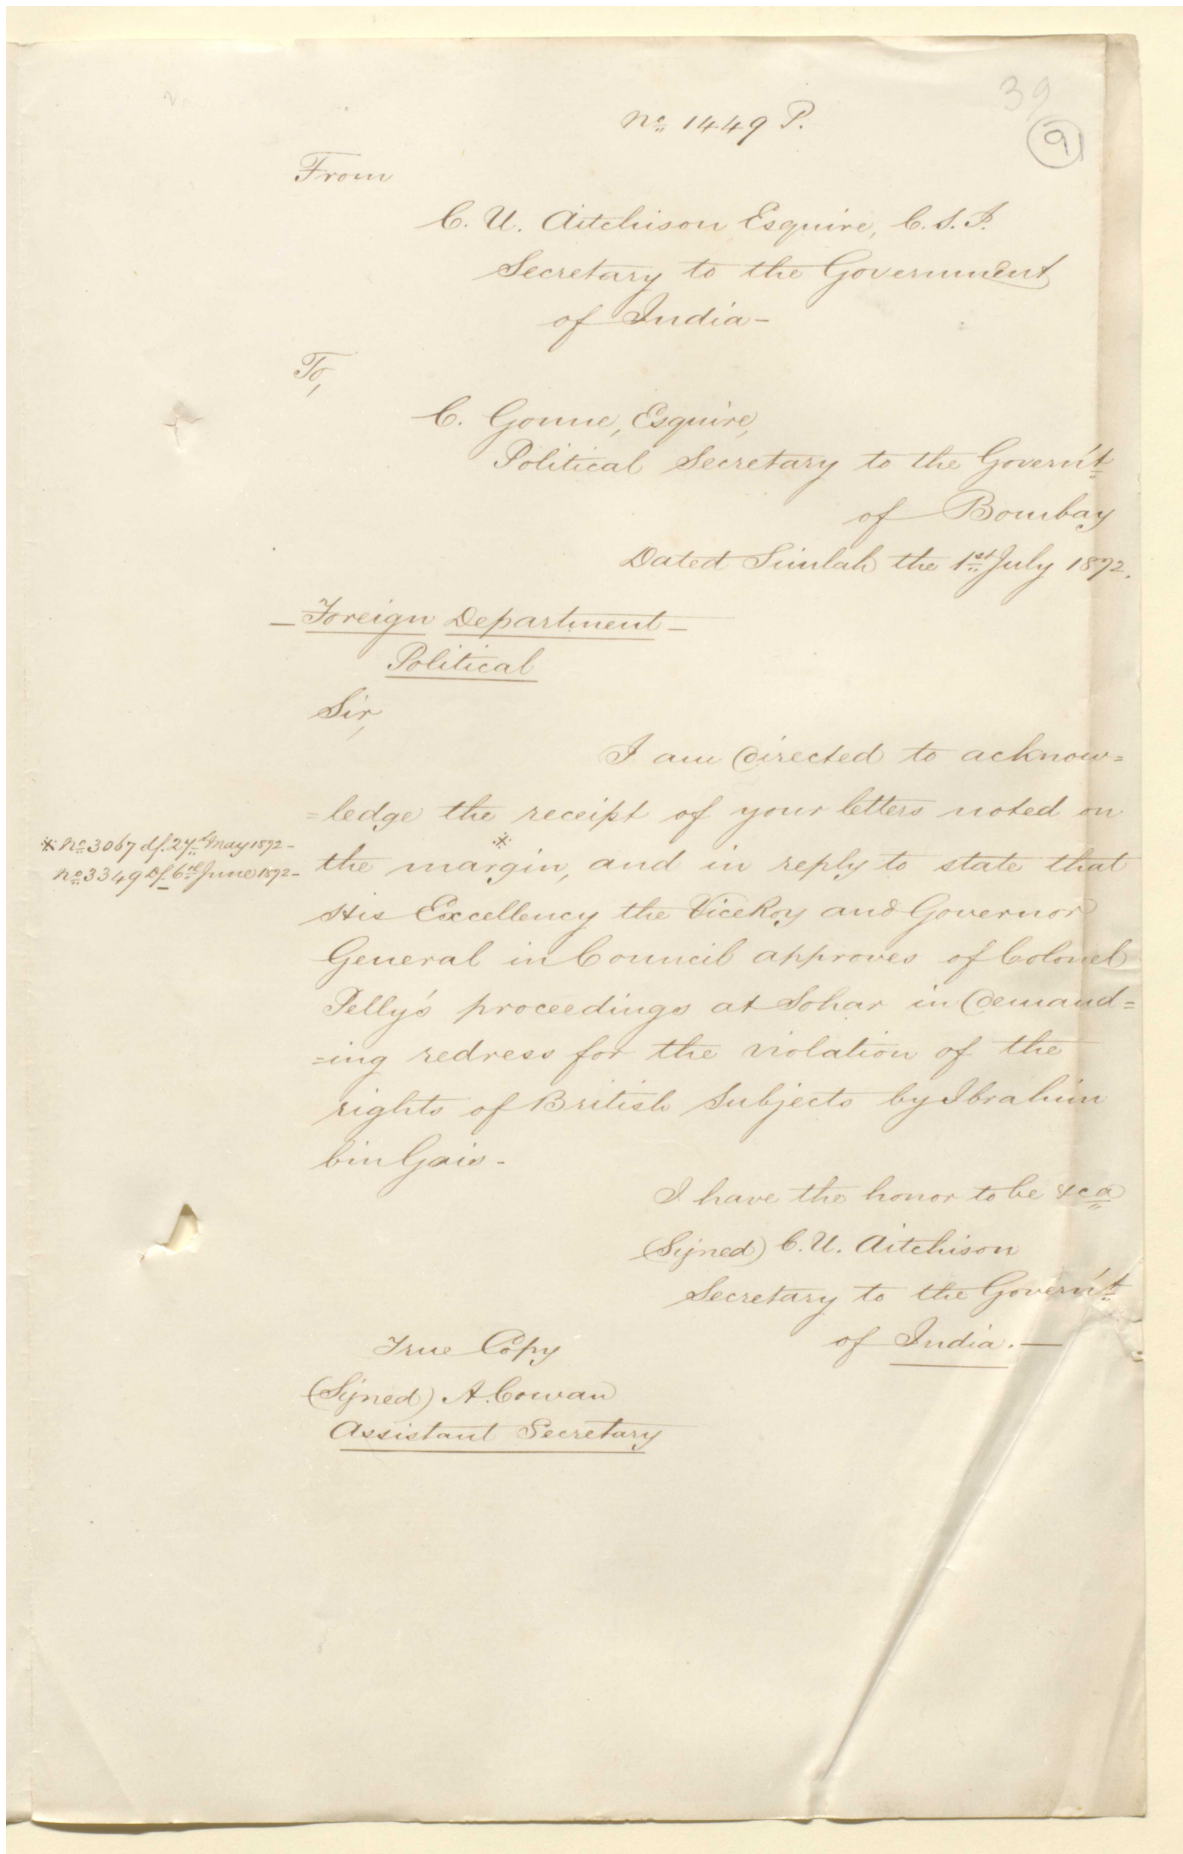 39
9
No 1449 P.
From
C. U. Aitchison Esquire, C.S.I.
Secretary to the Government
of India-
To,
C. Gonne, Esquire,
Political Secretary to the Govern't
of Bombay
Dated Simlah the 1st July 1872.
Foreign Department-
Political
Sir,
I am directed to acknow=
=ledge the receipt of your letters noted on
* No 3067 d/. 27th May 1872-
No 3349 d/. 6th June 1872-
the margin,* and in reply to state that
His Excellency the ViceRoy and Governor
General in Council approves of Colonel
Pelly's proceedings at Sohar in demand=
=ing redress for the violation of the
rights of British Subjects by Ibrahim
bin Gais-
I have the honor to be &ca
(Signed) C. U. Aitchison
Secretary to the Govern't
of India.-
True Copy
(Signed) A. Cowan
Assistant Secretary